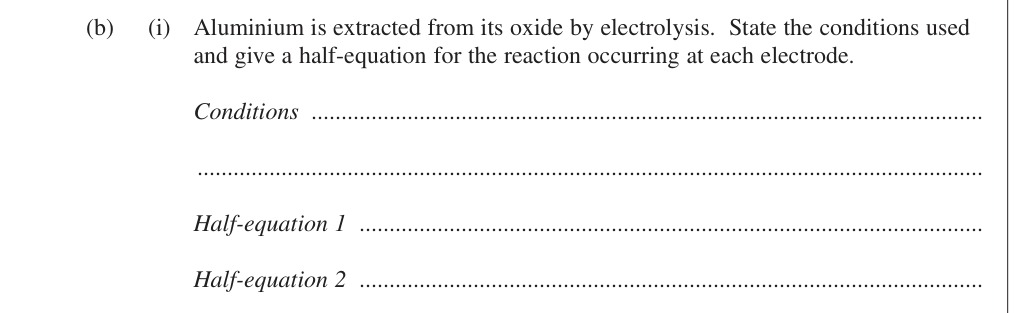 (b) (i) Aluminium is extracted from its oxide by electrolysis. State the conditions used
and give a half-equation for the reaction occurring at each electrode.
Conditions ................................................................................................................
...................................................................................................................................
Half-equation 1 ........................................................................................................
Half-equation 2 ........................................................................................................